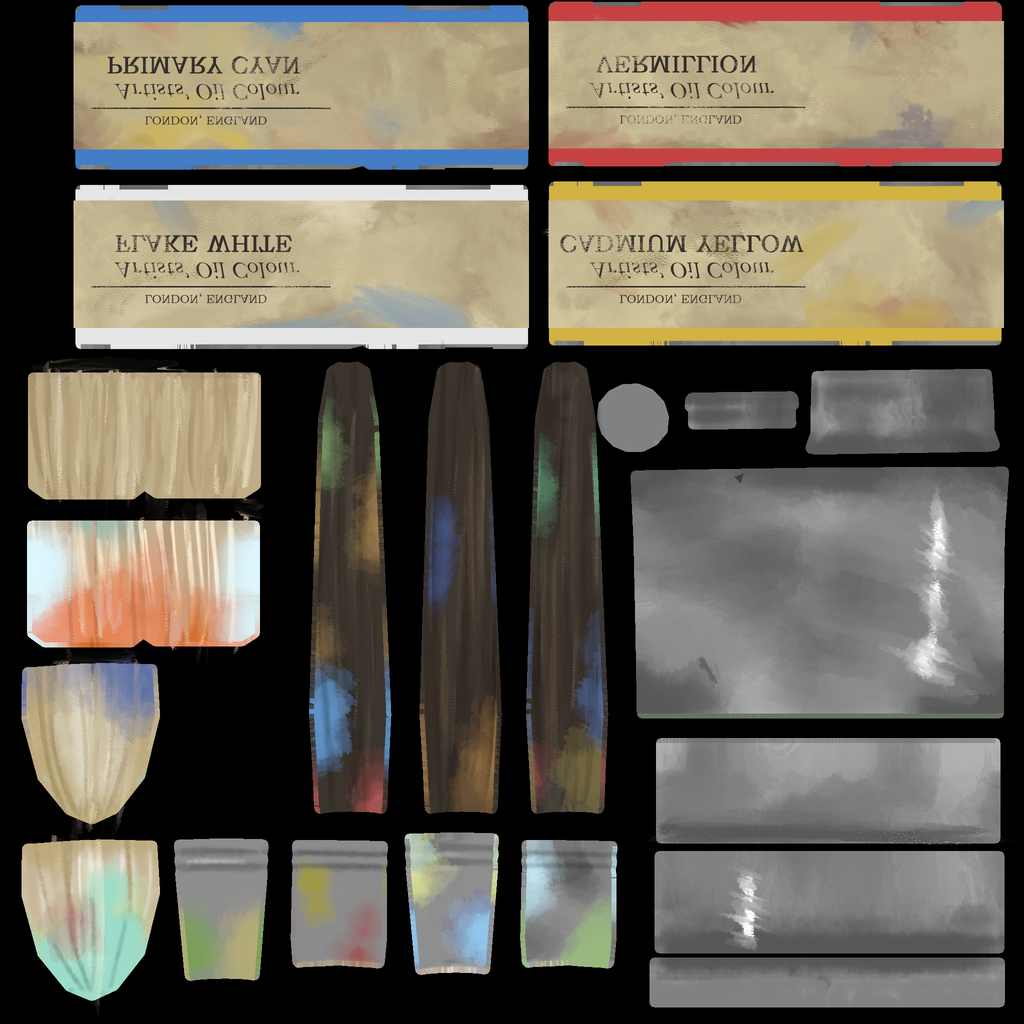 PRIMARY CYAN
Artists' Oil Colour
LONDON, ENGLAND
VERMILLION
Artists' Oil Colour
LONDON, ENGLAND
FLAKE WHITE
Artists' Oil Colour
LONDON, ENGLAND
CADMIUM YELLOW
Artists' Oil Colour
LONDON, ENGLAND